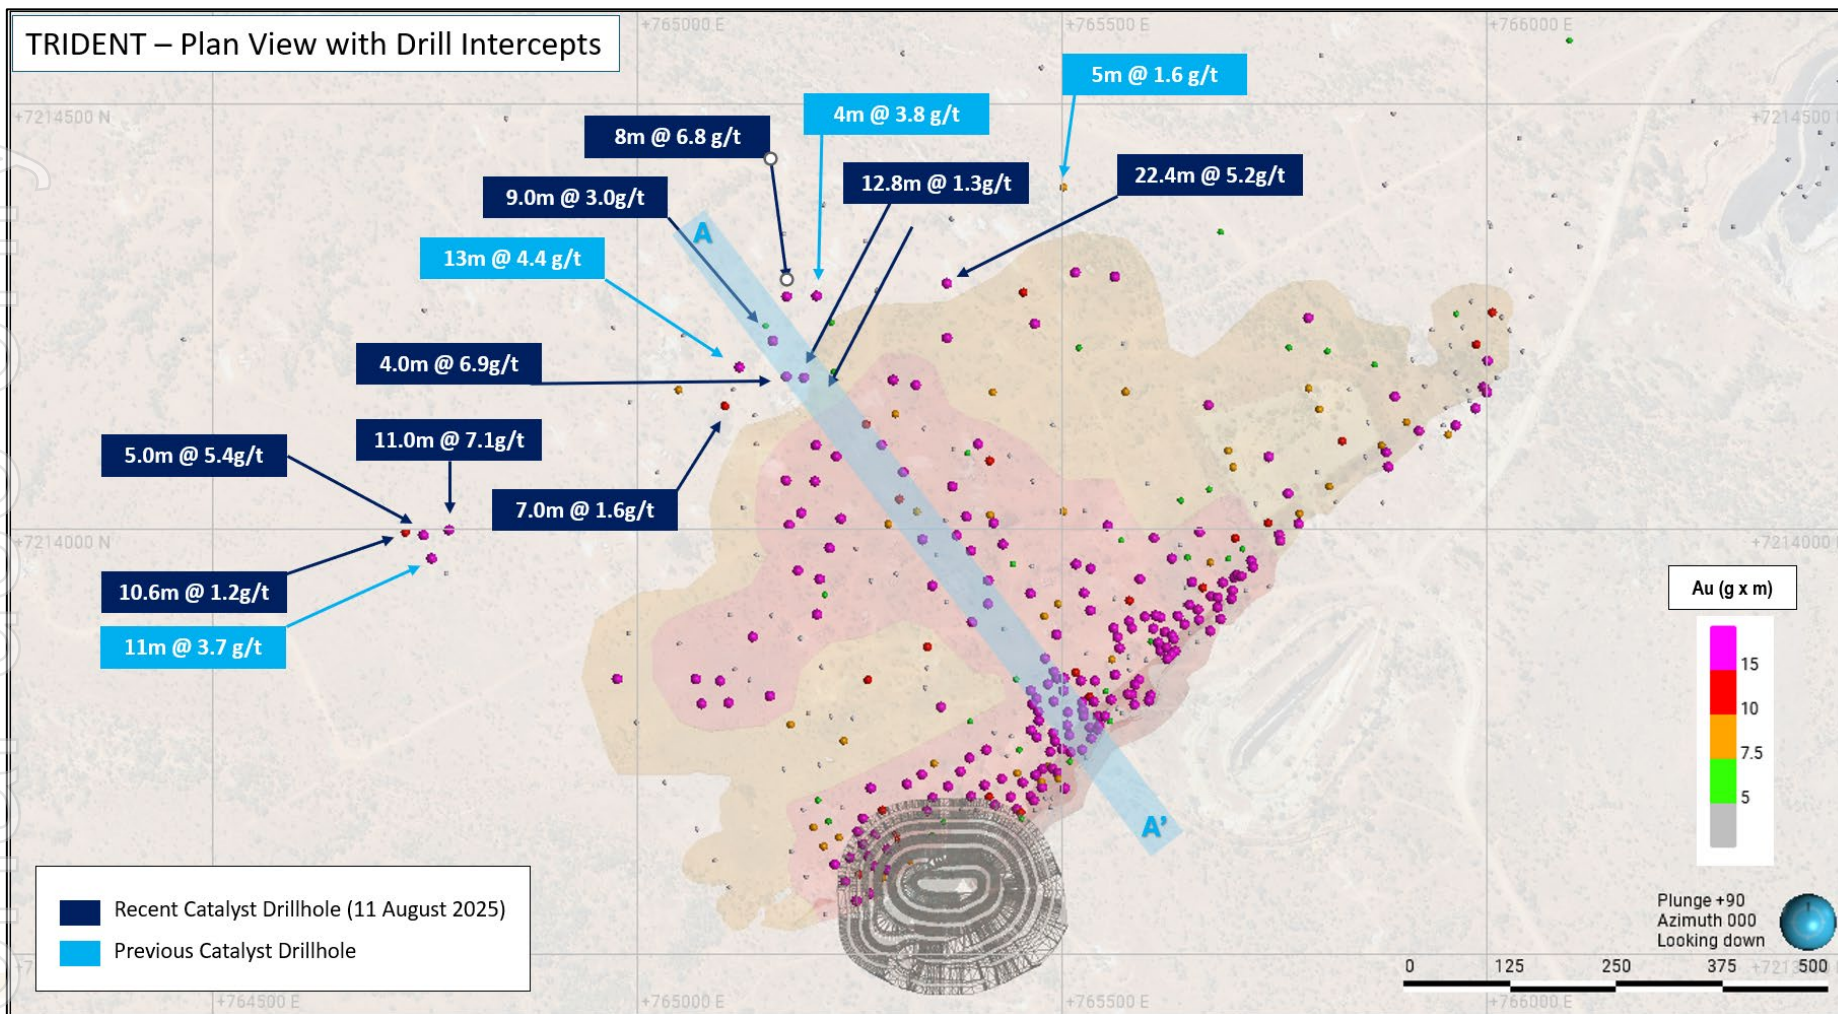 TRIDENT – Plan View with Drill Intercepts
+765000 E
+765500 E
+766000 E
5m @ 1.6 g/t
4m @ 3.8 g/t
+7214500 N
+7214500 N
8m @ 6.8 g/t
12.8m @ 1.3g/t
22.4m @ 5.2g/t
9.0m @ 3.0g/t
A
13m @ 4.4 g/t
4.0m @ 6.9g/t
11.0m @ 7.1g/t
5.0m @ 5.4g/t
7.0m @ 1.6g/t
+7214000 N
+7214000 N
10.6m @ 1.2g/t
11m @ 3.7 g/t
Au (g x m)
15
10
7.5
5
A'
Recent Catalyst Drillhole (11 August 2025)
Previous Catalyst Drillhole
Plunge +90
Azimuth 000
Looking down
0 125 250 375 500
+764500 E
+765000 E
+765500 E
+766000 E